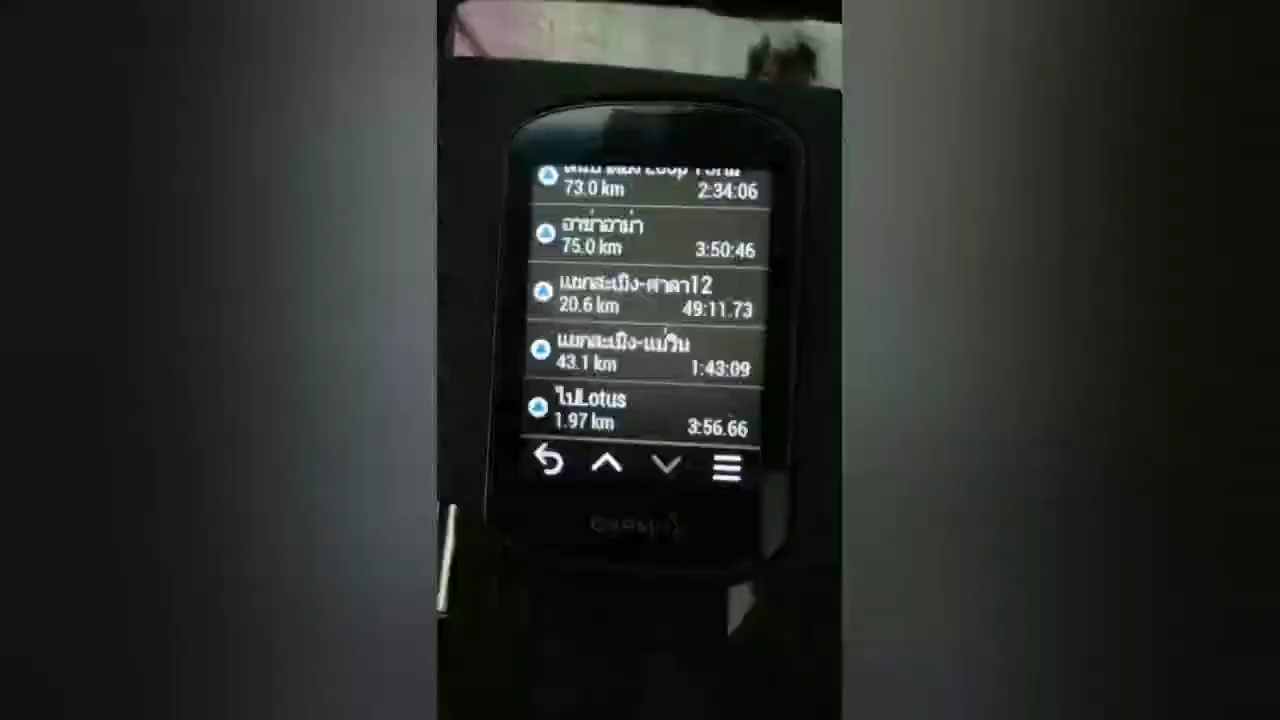 Loop
73.0 km 2:34:06
อาข่าอาม่า
75.0 km 3:50:46
แยกสะเมิง-ศาลา12
20.6 km 49:11.73
แยกสะเมิง-แม่วิน
43.1 km 1:43:09
ไปLotus
1.97 km 3:56.66
GARMIN